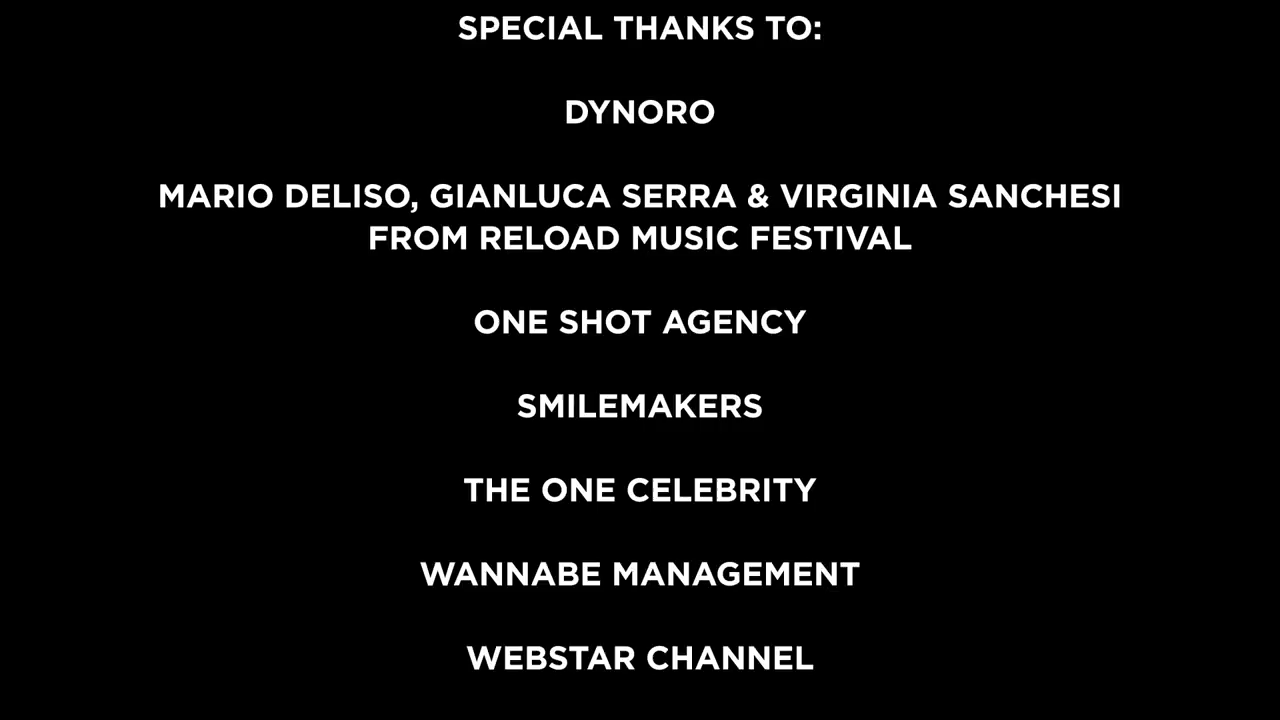 SPECIAL THANKS TO:
DYNORO
MARIO DELISO, GIANLUCA SERRA & VIRGINIA SANCHESI
FROM RELOAD MUSIC FESTIVAL
ONE SHOT AGENCY
SMILEMAKERS
THE ONE CELEBRITY
WANNABE MANAGEMENT
WEBSTAR CHANNEL